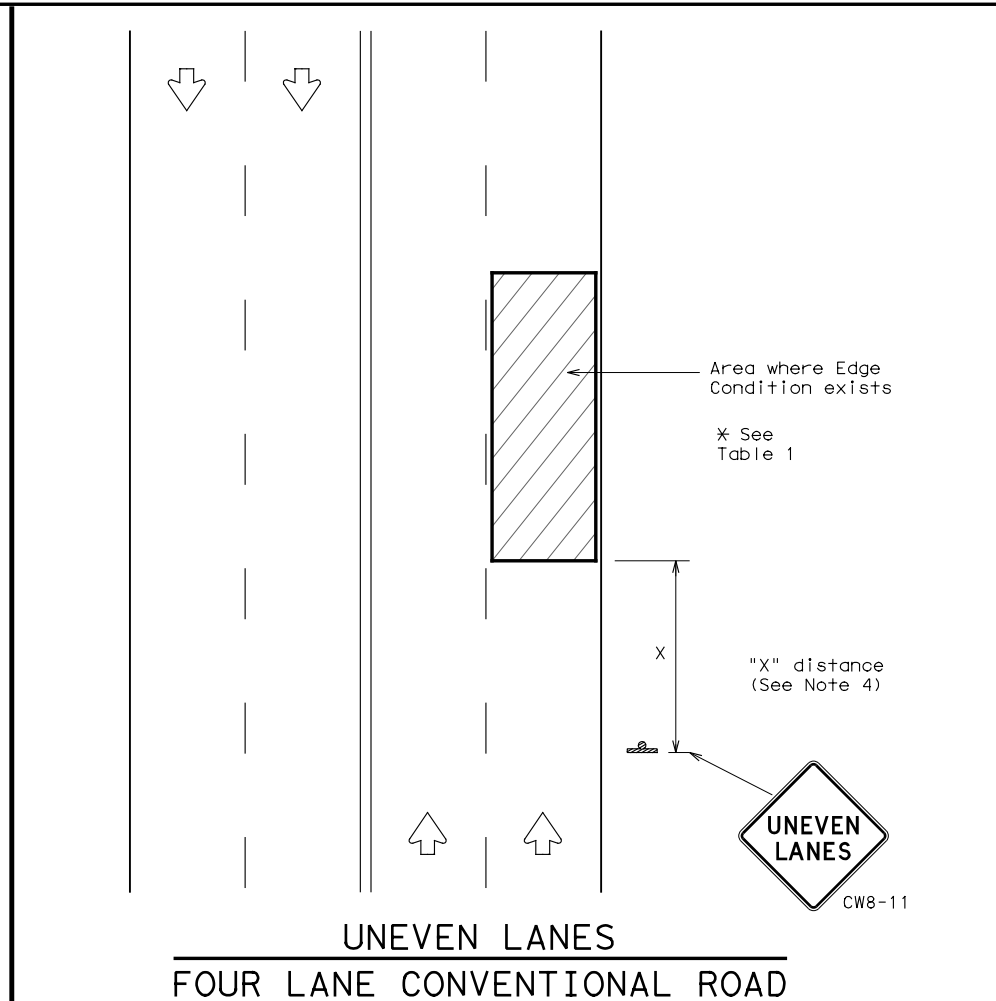 Area where Edge
Condition exists
* See
Table 1
X
"X" distance
(See Note 4)
UNEVEN
LANES
CW8-11
UNEVEN LANES
FOUR LANE CONVENTIONAL ROAD